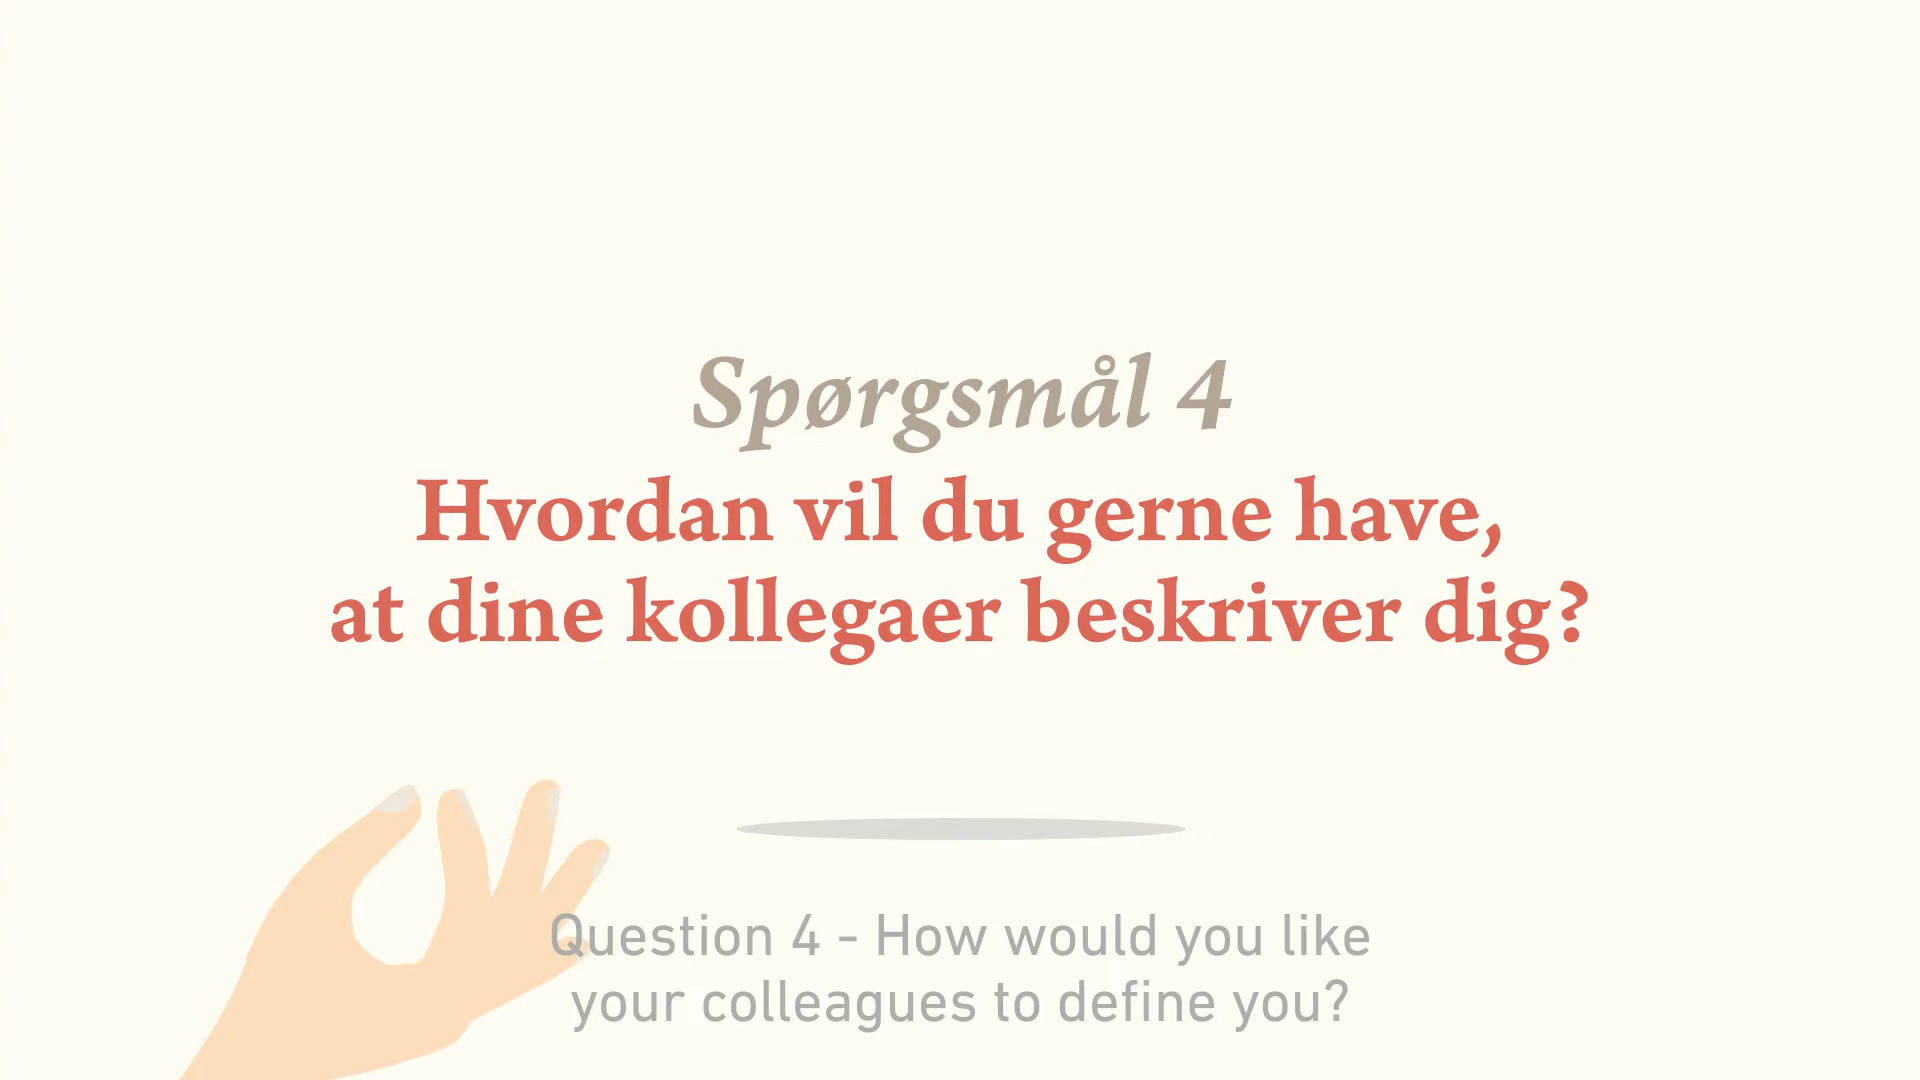 Spørgsmål 4
Hvordan vil du gerne have,
at dine kollegaer beskriver dig?
Question 4 - How would you like
your colleagues to define you?